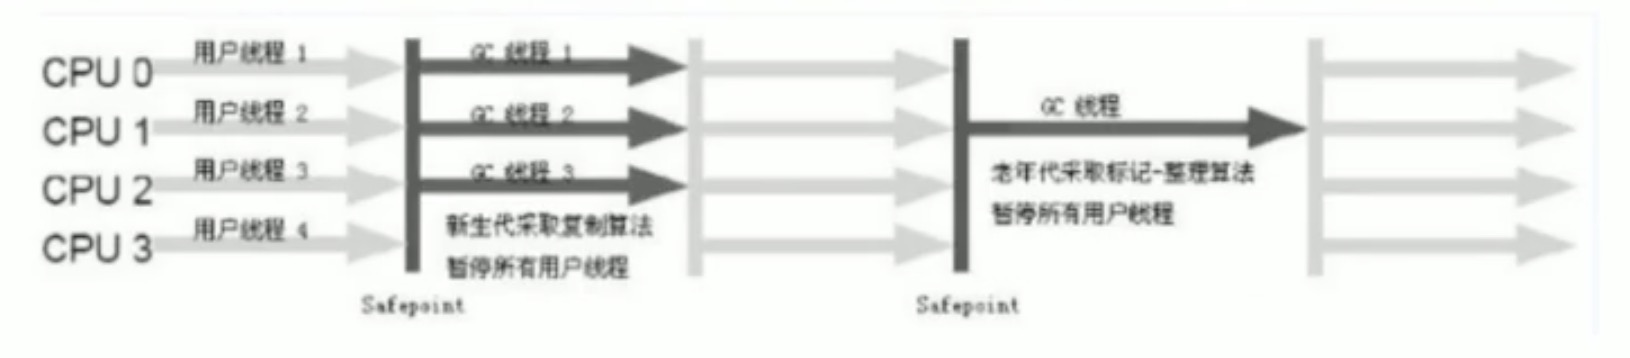 CPU 0
用户线程 1
GC 线程 1
CPU 1
用户线程 2
GC 线程 2
GC 线程
CPU 2
用户线程 3
GC 线程 3
老年代采取标记-整理算法
暂停所有用户线程
CPU 3
用户线程 4
新生代采取复制算法
暂停所有用户线程
Safepoint
Safepoint